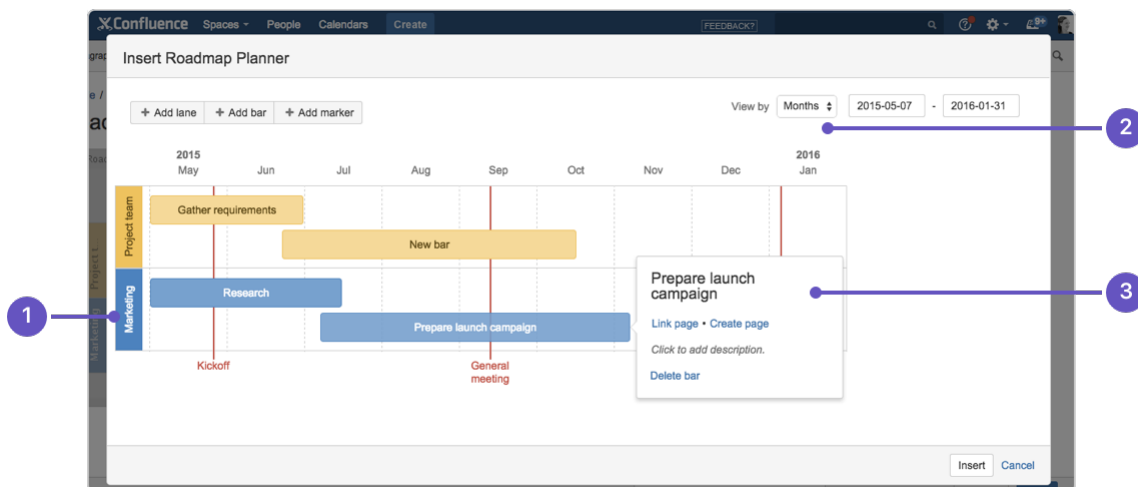 Confluence Spaces People Calendars Create FEEDBACK? 9+
Insert Roadmap Planner
+ Add lane + Add bar + Add marker
View by Months 2015-05-07 - 2016-01-31
2
2015 2016
May Jun Jul Aug Sep Oct Nov Dec Jan
Project team
Gather requirements
New bar
Marketing
Research
Prepare launch campaign
1
Prepare launch
campaign
3
Link page • Create page
Click to add description.
Delete bar
Kickoff
General
meeting
Insert Cancel